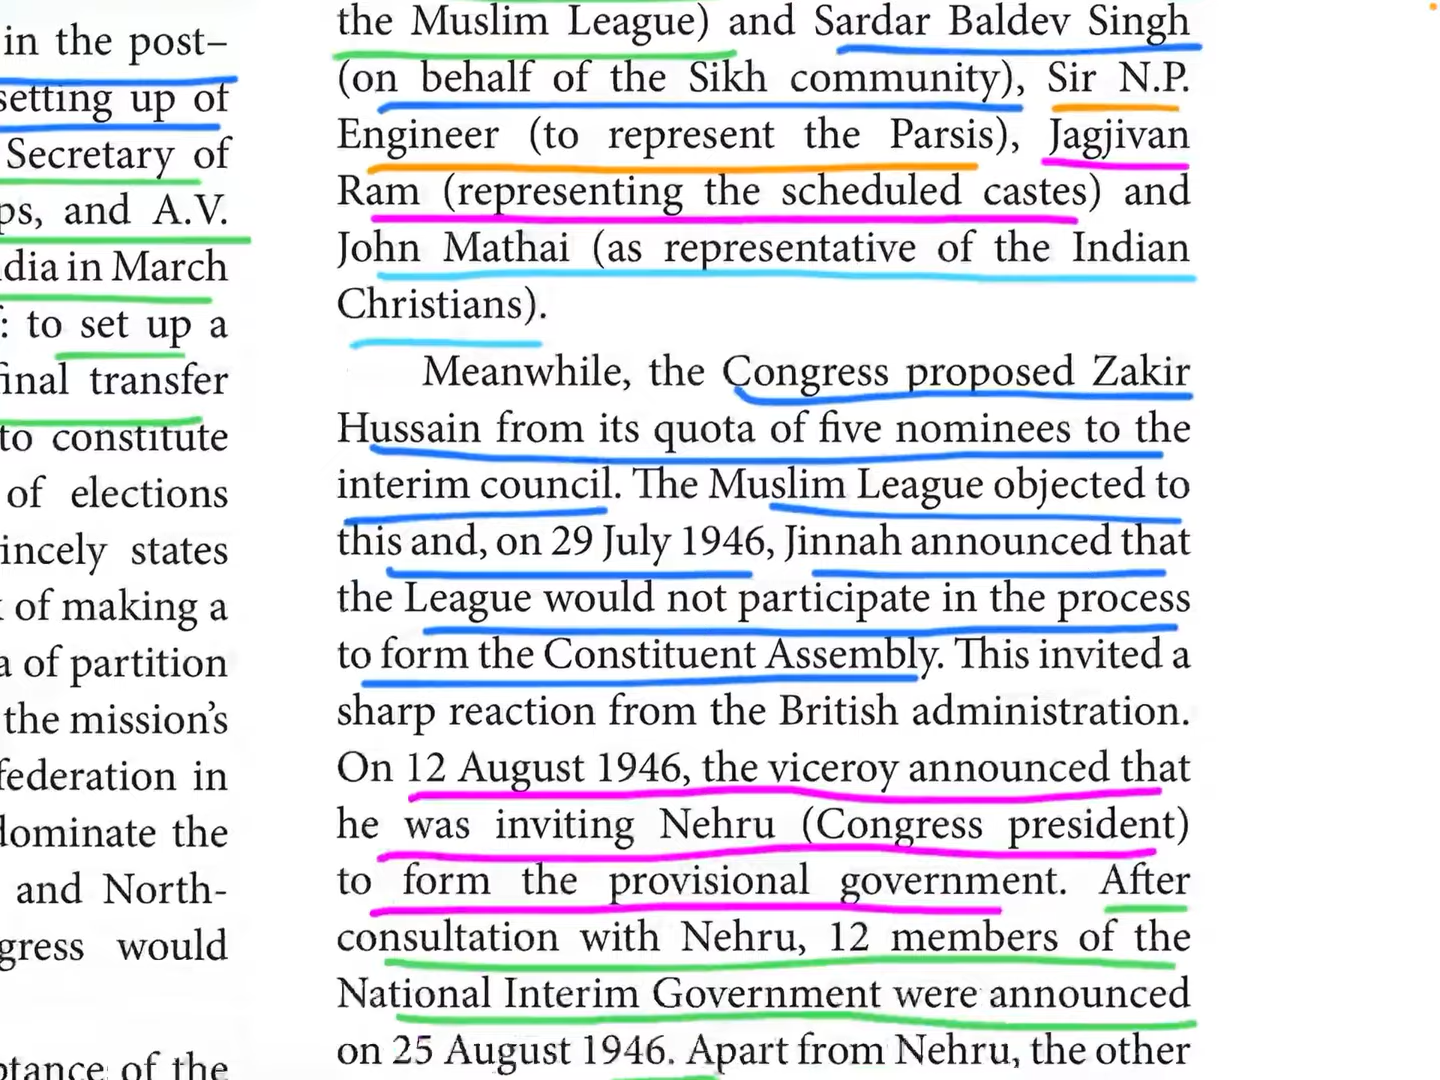 in the post–
setting up of
Secretary of
ps, and A.V.
dia in March
: to set up a
final transfer
to constitute
of elections
incely states
of making a
a of partition
the mission's
federation in
dominate the
and North-
gress would
ptance of the
the Muslim League) and Sardar Baldev Singh
(on behalf of the Sikh community), Sir N.P.
Engineer (to represent the Parsis), Jagjivan
Ram (representing the scheduled castes) and
John Mathai (as representative of the Indian
Christians).
Meanwhile, the Congress proposed Zakir
Hussain from its quota of five nominees to the
interim council. The Muslim League objected to
this and, on 29 July 1946, Jinnah announced that
the League would not participate in the process
to form the Constituent Assembly. This invited a
sharp reaction from the British administration.
On 12 August 1946, the viceroy announced that
he was inviting Nehru (Congress president)
to form the provisional government. After
consultation with Nehru, 12 members of the
National Interim Government were announced
on 25 August 1946. Apart from Nehru, the other